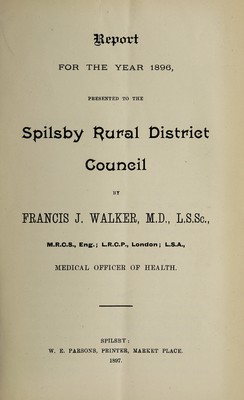 Report
FOR THE YEAR 1896,
PRESENTED TO THE
Spilsby Rural District
Council
BY
FRANCIS J. WALKER, M.D., L.S.Sc.,
M.R.C.S., Eng.; L.R.C.P., London; L.S.A.,
MEDICAL OFFICER OF HEALTH.
SPILSBY:
W. E. PARSONS, PRINTER, MARKET PLACE.
1897.